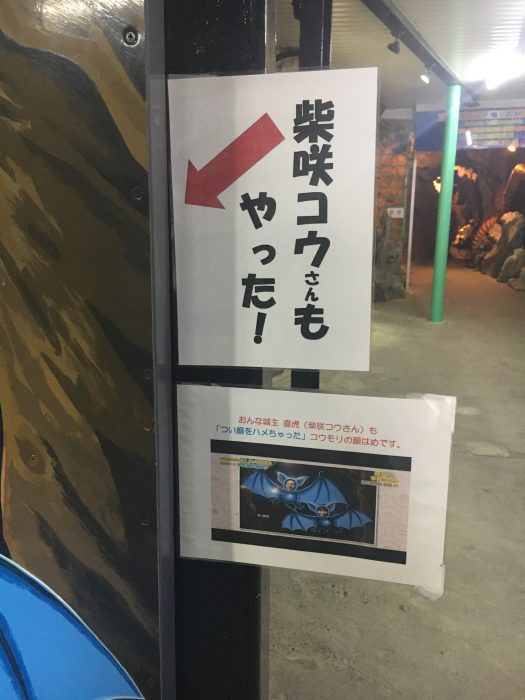 柴咲コウさんも
やった!
おんな城主 直虎(柴咲コウさん)も
「つい顔をハメちゃった」コウモリの顔はめです。